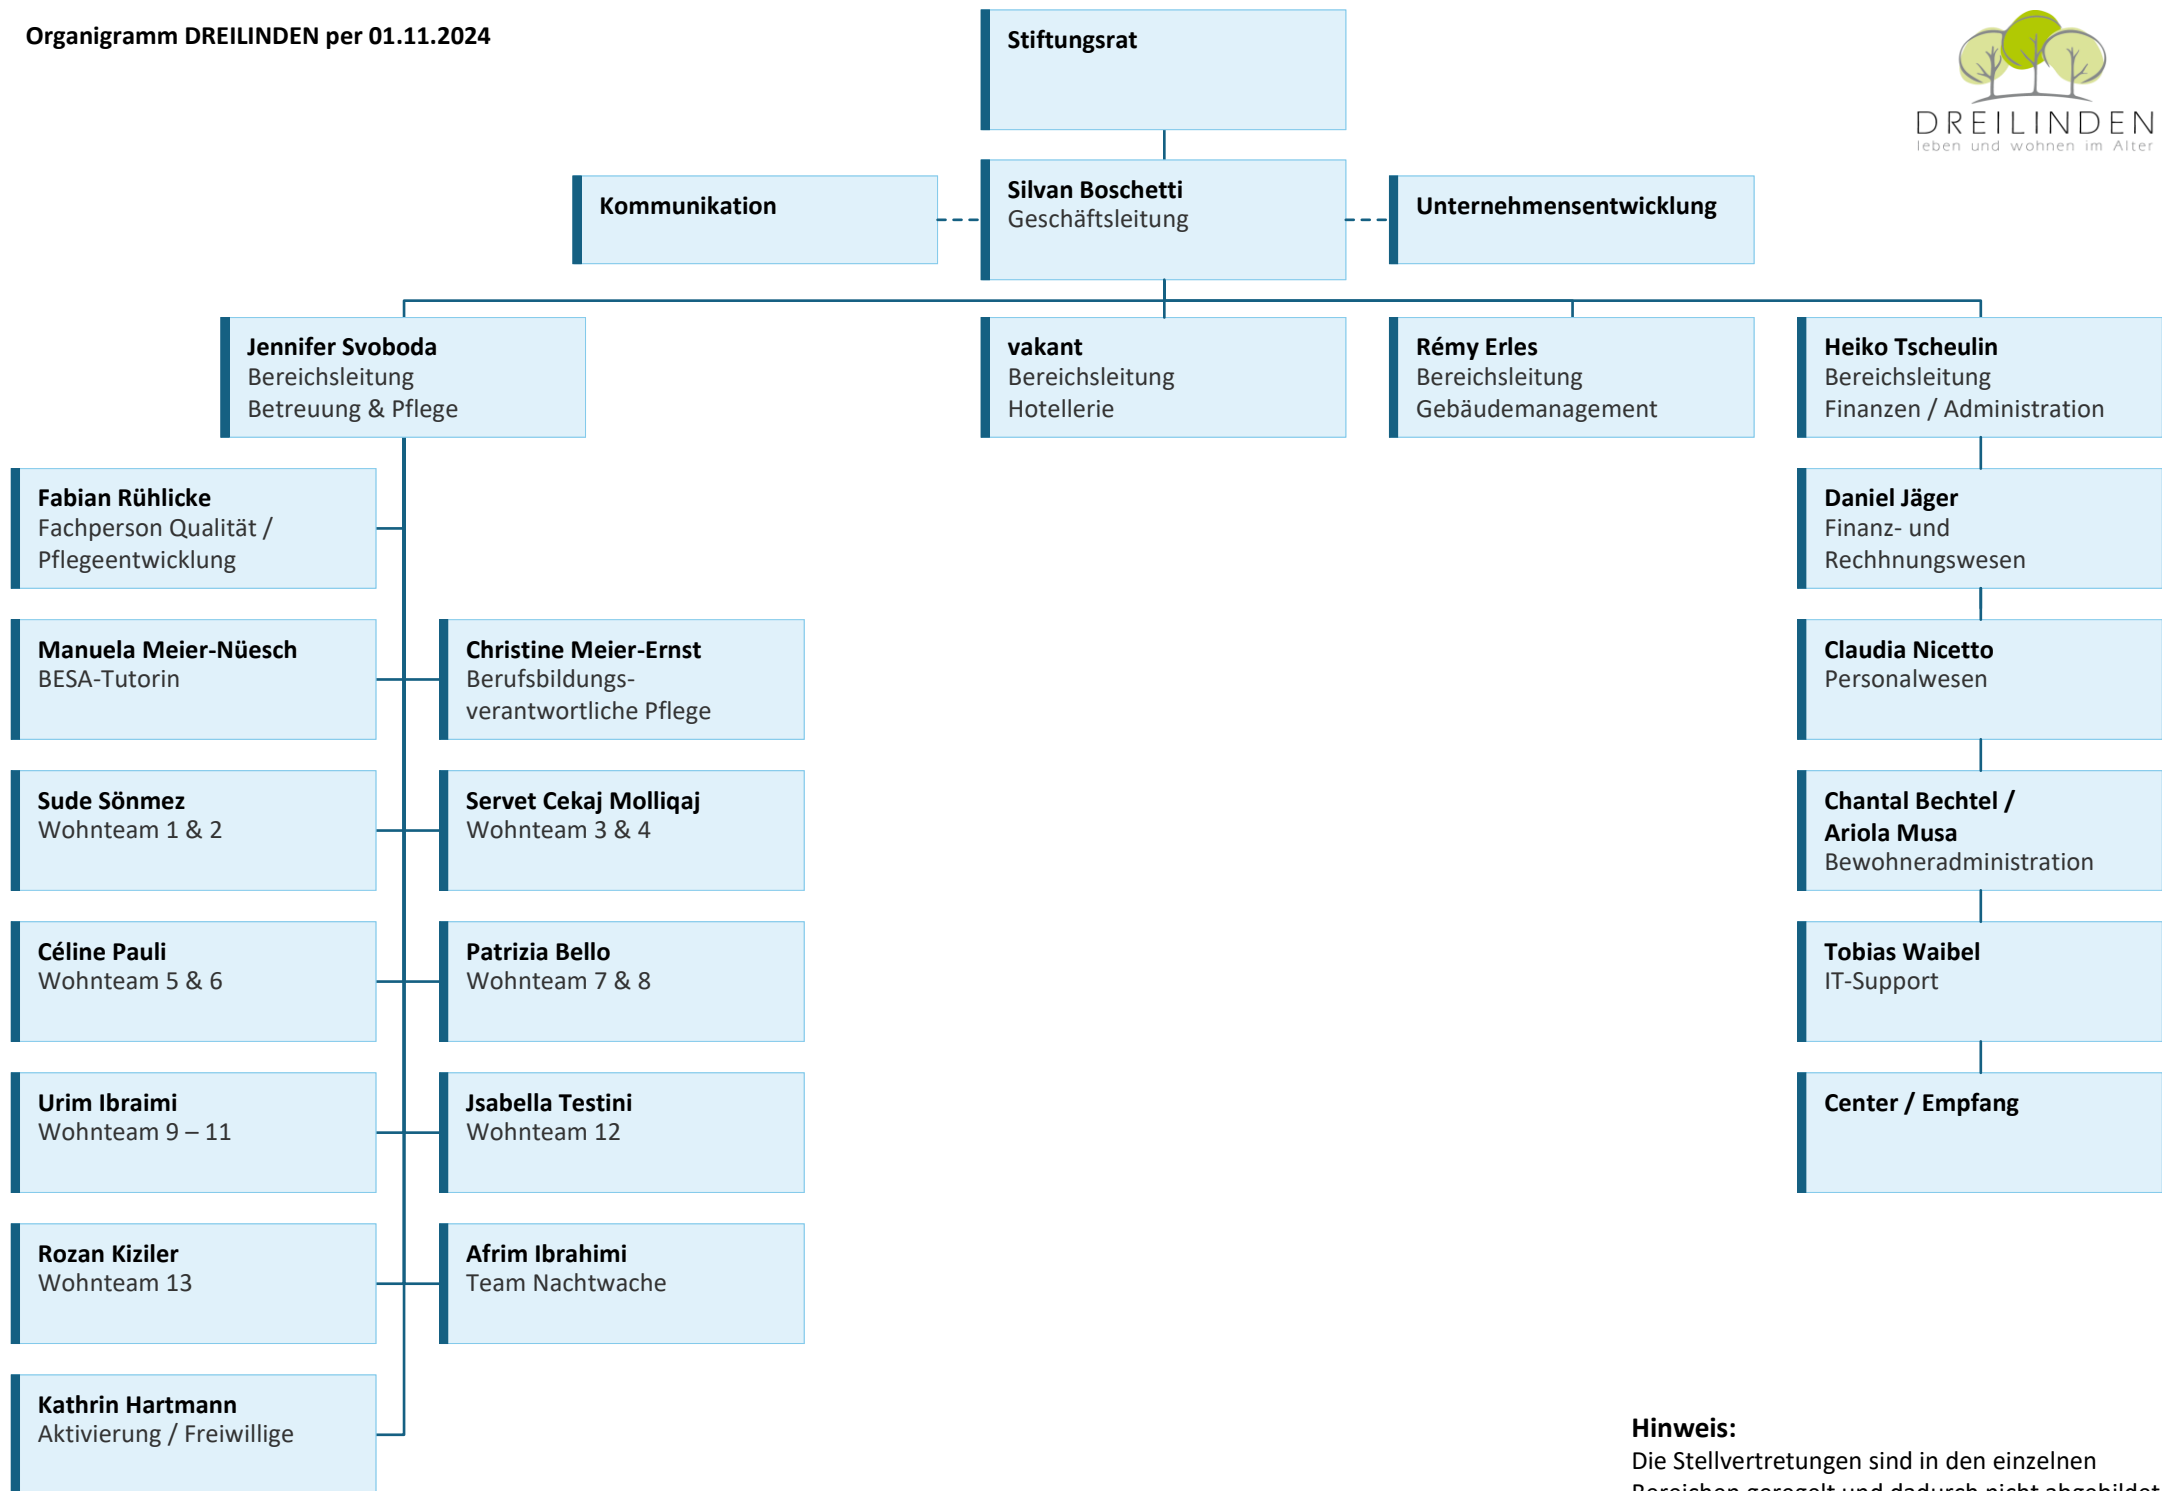 Organigramm DREILINDEN per 01.11.2024
Stiftungsrat
DREILINDEN
leben und wohnen im Alter
Kommunikation
Silvan Boschetti
Geschäftsleitung
Unternehmensentwicklung
Jennifer Svoboda
Bereichsleitung
Betreuung & Pflege
vakant
Bereichsleitung
Hotellerie
Rémy Erles
Bereichsleitung
Gebäudemanagement
Heiko Tscheulin
Bereichsleitung
Finanzen / Administration
Fabian Rühlicke
Fachperson Qualität /
Pflegeentwicklung
Daniel Jäger
Finanz- und
Rechhnungswesen
Manuela Meier-Nüesch
BESA-Tutorin
Christine Meier-Ernst
Berufsbildungs-
verantwortliche Pflege
Claudia Nicetto
Personalwesen
Sude Sönmez
Wohnteam 1 & 2
Servet Cekaj Molliqaj
Wohnteam 3 & 4
Chantal Bechtel /
Ariola Musa
Bewohneradministration
Céline Pauli
Wohnteam 5 & 6
Patrizia Bello
Wohnteam 7 & 8
Tobias Waibel
IT-Support
Urim Ibraimi
Wohnteam 9 – 11
Jsabella Testini
Wohnteam 12
Center / Empfang
Rozan Kiziler
Wohnteam 13
Afrim Ibrahimi
Team Nachtwache
Kathrin Hartmann
Aktivierung / Freiwillige
Hinweis:
Die Stellvertretungen sind in den einzelnen
Bereichen geregelt und dadurch nicht abgebildet